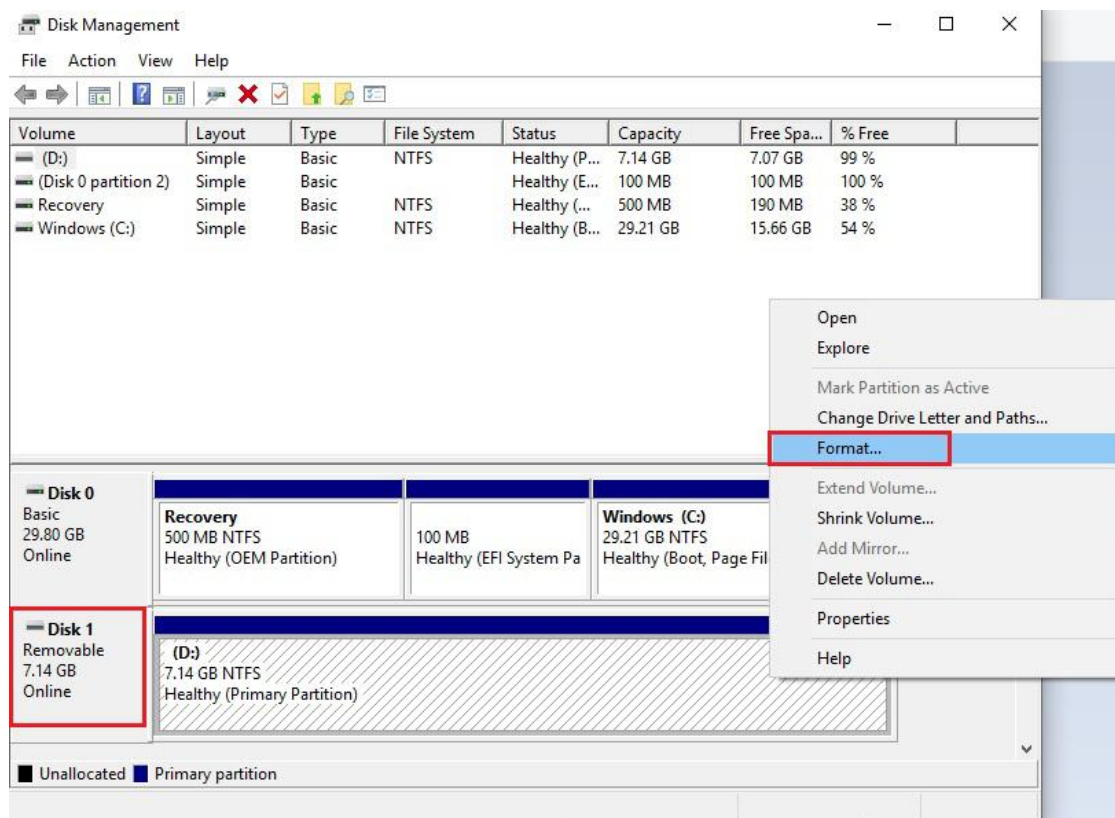 Disk Management
File Action View Help
Volume Layout Type File System Status Capacity Free Spa... % Free
(D:) Simple Basic NTFS Healthy (P... 7.14 GB 7.07 GB 99 %
(Disk 0 partition 2) Simple Basic Healthy (E... 100 MB 100 MB 100 %
Recovery Simple Basic NTFS Healthy (... 500 MB 190 MB 38 %
Windows (C:) Simple Basic NTFS Healthy (B... 29.21 GB 15.66 GB 54 %
Open
Explore
Mark Partition as Active
Change Drive Letter and Paths...
Format...
Extend Volume...
Shrink Volume...
Add Mirror...
Delete Volume...
Properties
Help
Disk 0
Basic
29.80 GB
Online
Recovery
500 MB NTFS
Healthy (OEM Partition)
100 MB
Healthy (EFI System Pa
Windows (C:)
29.21 GB NTFS
Healthy (Boot, Page Fil
Disk 1
Removable
7.14 GB
Online
(D:)
7.14 GB NTFS
Healthy (Primary Partition)
Unallocated Primary partition